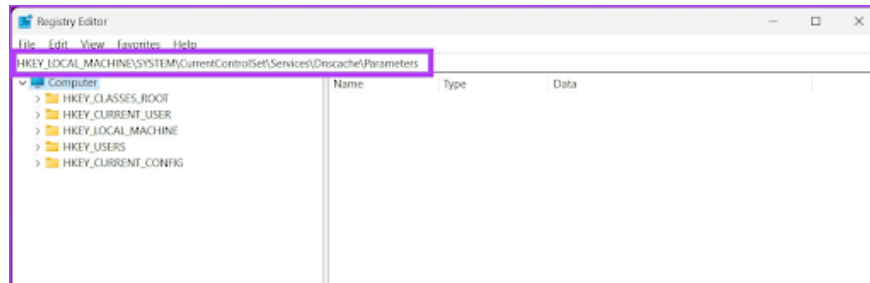 Registry Editor
File Edit View Favorites Help
HKEY_LOCAL_MACHINE\SYSTEM\CurrentControlSet\Services\Dnscache\Parameters
Computer
HKEY_CLASSES_ROOT
HKEY_CURRENT_USER
HKEY_LOCAL_MACHINE
HKEY_USERS
HKEY_CURRENT_CONFIG
Name Type Data